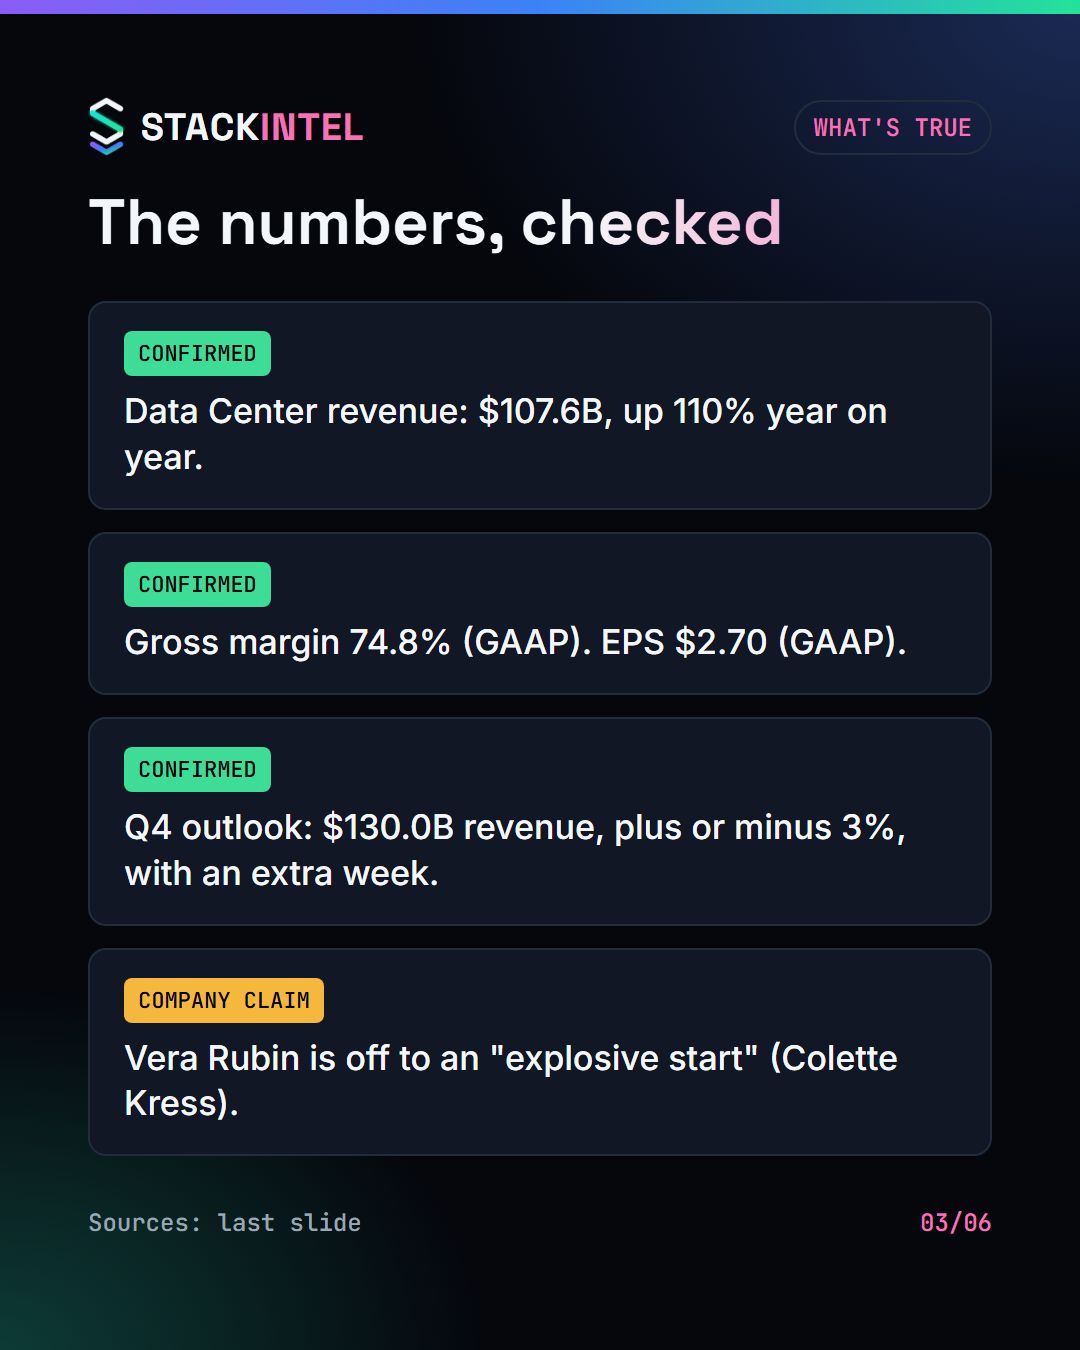 STACKINTEL
WHAT'S TRUE
The numbers, checked
CONFIRMED
Data Center revenue: $107.6B, up 110% year on
year.
CONFIRMED
Gross margin 74.8% (GAAP). EPS $2.70 (GAAP).
CONFIRMED
Q4 outlook: $130.0B revenue, plus or minus 3%,
with an extra week.
COMPANY CLAIM
Vera Rubin is off to an "explosive start" (Colette
Kress).
Sources: last slide
03/06